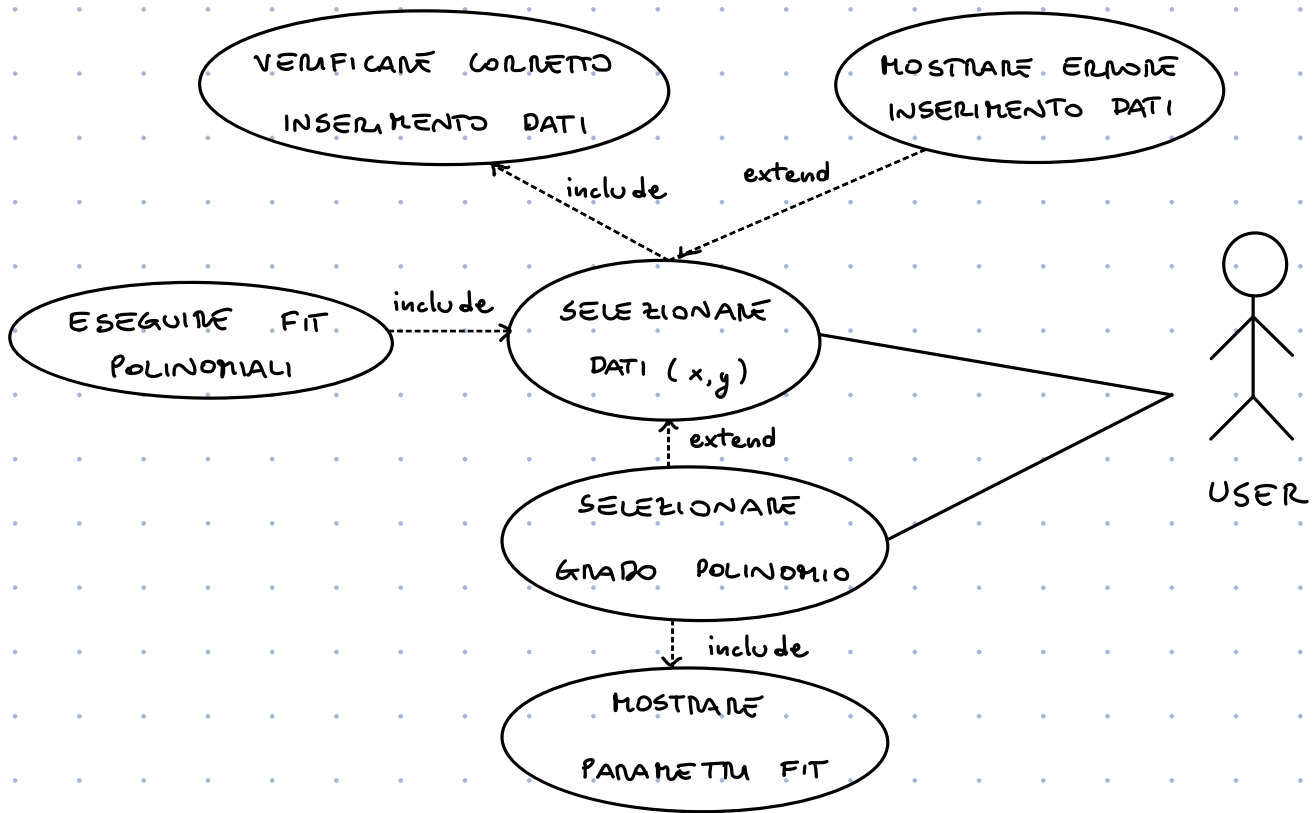 VERIFICARE CORRETTO
INSERIMENTO DATI
MOSTRARE ERRORE
INSERIMENTO DATI
include
extend
ESEGUIRE FIT
POLINOMIALI
include
SELEZIONARE
DATI (x,y)
extend
SELEZIONARE
GRADO POLINOMIO
USER
include
MOSTRARE
PARAMETRI FIT